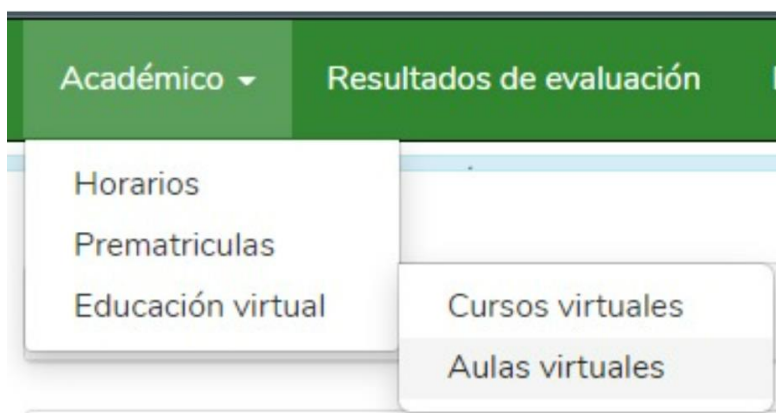 Académico
Resultados de evaluación
Horarios
Prematriculas
Educación virtual
Cursos virtuales
Aulas virtuales